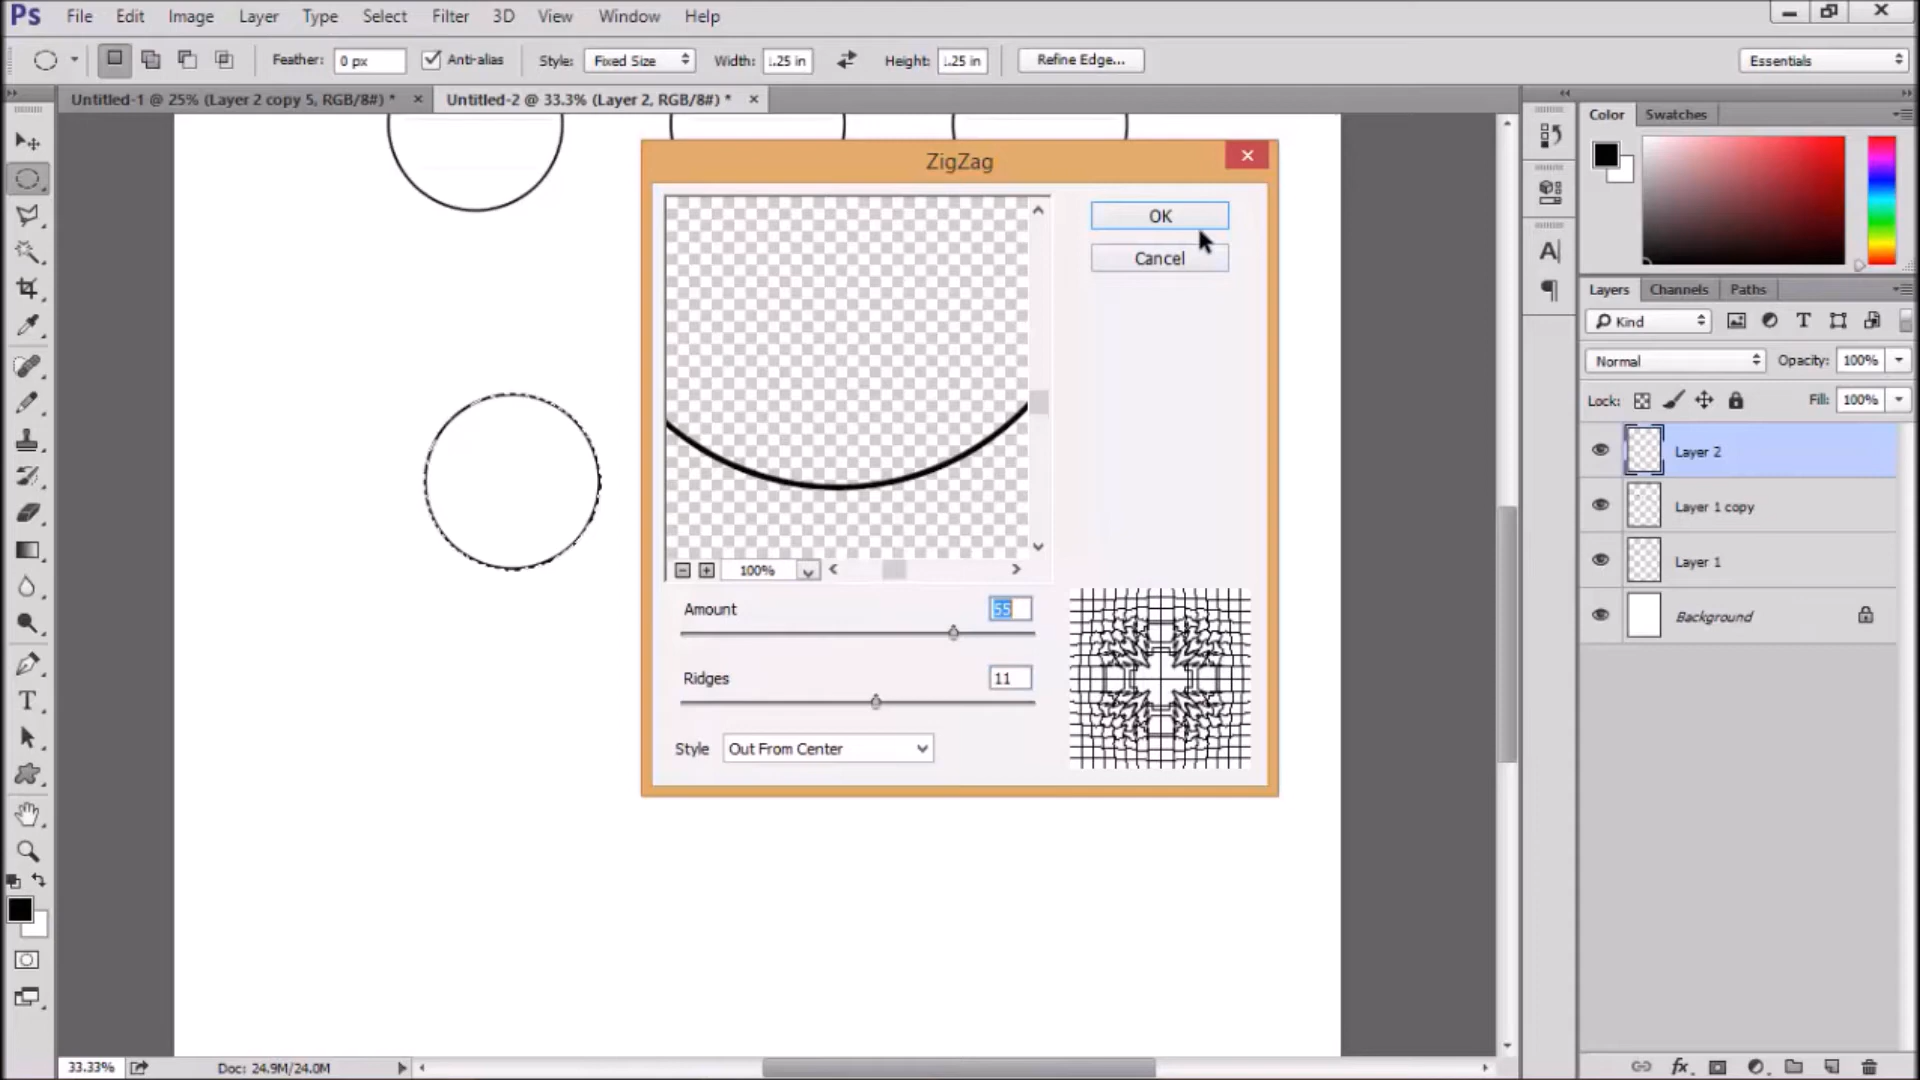 Ps File Edit Image Layer Type Select Filter 3D View Window Help
Feather: 0 px Anti-alias Style: Fixed Size Width: .25 in Height: .25 in Refine Edge... Essentials
Untitled-1 @ 25% (Layer 2 copy 5, RGB/8#) * × Untitled-2 @ 33.3% (Layer 2, RGB/8#) * ×
Color Swatches
ZigZag
OK
Cancel
100%
Amount 55
Ridges 11
Style Out From Center
Layers Channels Paths
Kind
Normal Opacity: 100%
Lock: Fill: 100%
Layer 2
Layer 1 copy
Layer 1
Background
33.33% Doc: 24.9M/24.0M